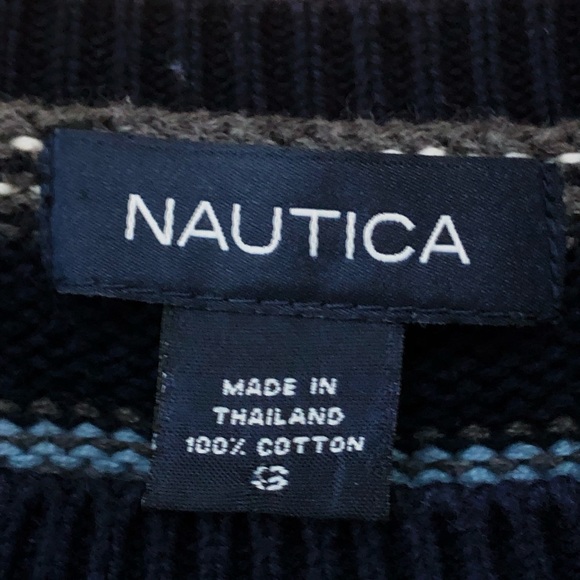 NAUTICA
MADE IN
THAILAND
100% COTTON